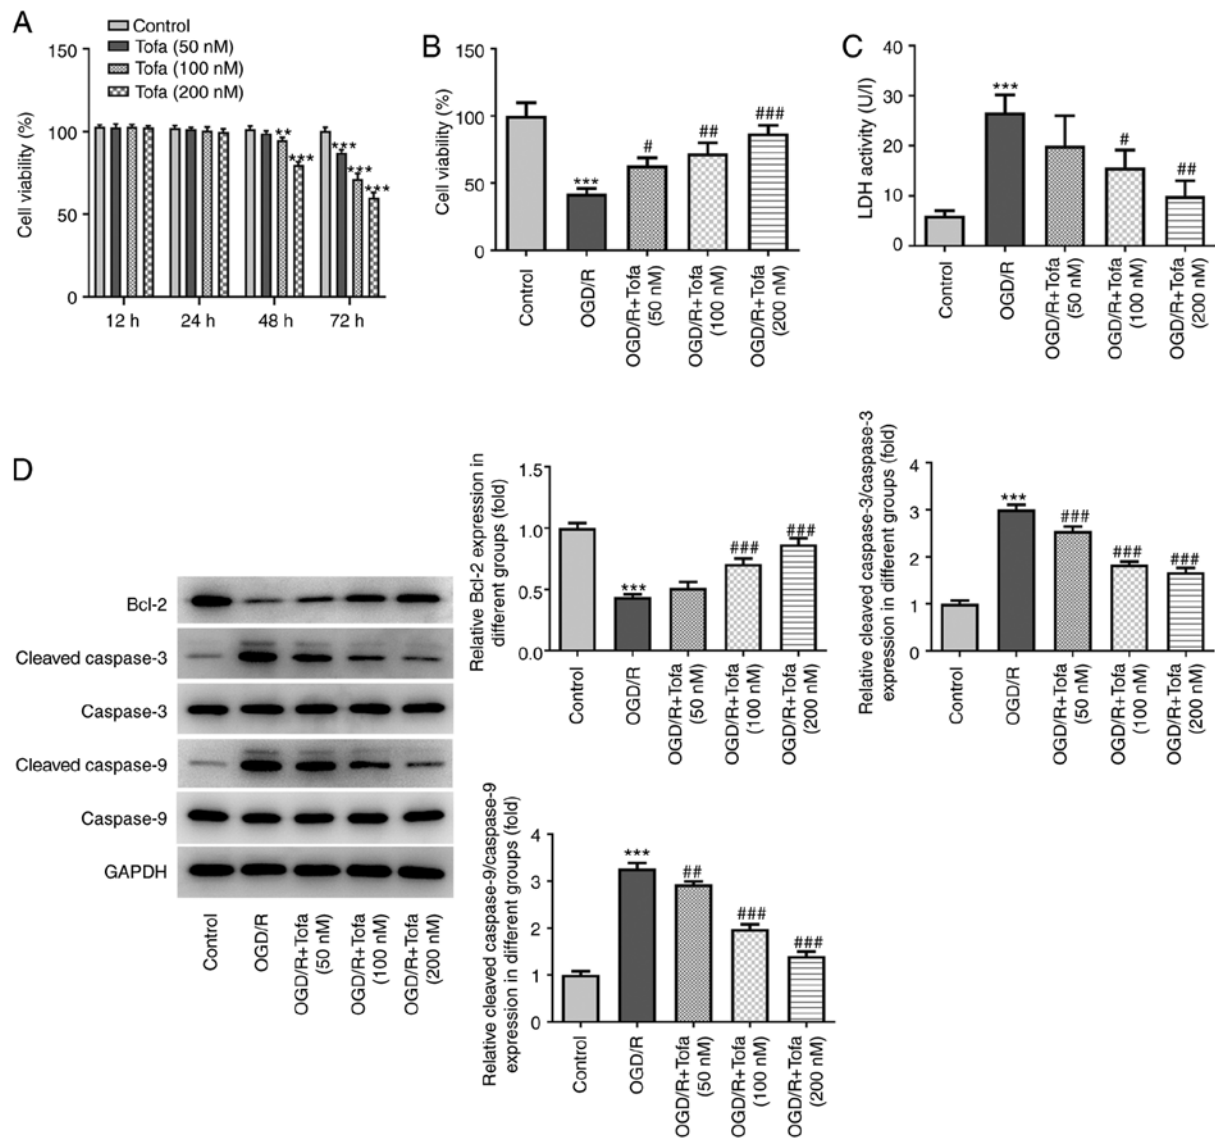 A
Control
Tofa (50 nM)
Tofa (100 nM)
Tofa (200 nM)
Cell viability (%)
150
100
50
0
**
***
***
***
***
12 h
24 h
48 h
72 h
B
Cell viability (%)
150
100
50
0
***
#
##
###
Control
OGD/R
OGD/R+Tofa
(50 nM)
OGD/R+Tofa
(100 nM)
OGD/R+Tofa
(200 nM)
C
LDH activity (U/l)
40
30
20
10
0
***
#
##
Control
OGD/R
OGD/R+Tofa
(50 nM)
OGD/R+Tofa
(100 nM)
OGD/R+Tofa
(200 nM)
D
Bcl-2
Cleaved caspase-3
Caspase-3
Cleaved caspase-9
Caspase-9
GAPDH
Control
OGD/R
OGD/R+Tofa
(50 nM)
OGD/R+Tofa
(100 nM)
OGD/R+Tofa
(200 nM)
Relative Bcl-2 expression in
different groups (fold)
1.5
1.0
0.5
0.0
***
###
###
Control
OGD/R
OGD/R+Tofa
(50 nM)
OGD/R+Tofa
(100 nM)
OGD/R+Tofa
(200 nM)
Relative cleaved caspase-3/caspase-3
expression in different groups (fold)
4
3
2
1
0
***
###
###
###
Control
OGD/R
OGD/R+Tofa
(50 nM)
OGD/R+Tofa
(100 nM)
OGD/R+Tofa
(200 nM)
Relative cleaved caspase-9/caspase-9
expression in different groups (fold)
4
3
2
1
0
***
##
###
###
Control
OGD/R
OGD/R+Tofa
(50 nM)
OGD/R+Tofa
(100 nM)
OGD/R+Tofa
(200 nM)